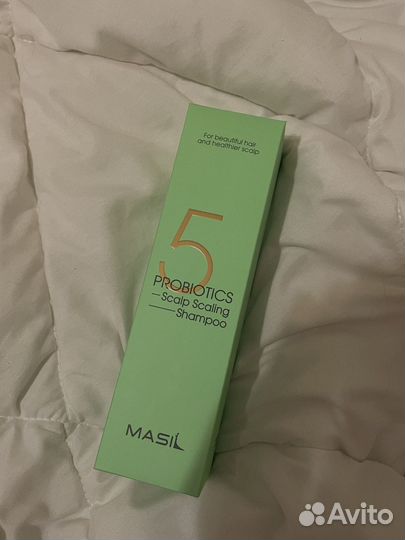 For beautiful hair
and healthier scalp
5
PROBIOTICS
Scalp Scaling
Shampoo
MASIL
Avito